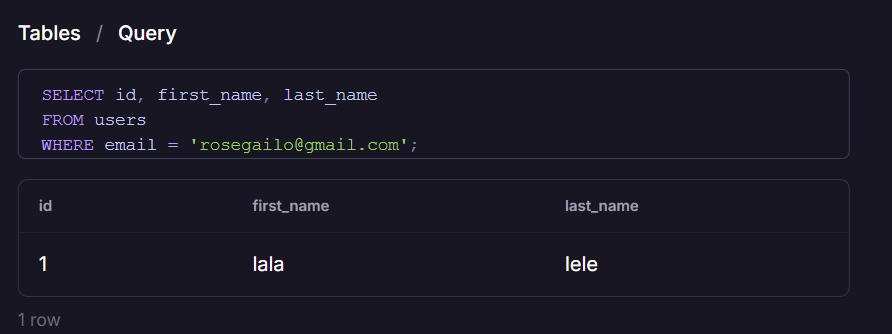 Tables / Query
SELECT id, first_name, last_name
FROM users
WHERE email = 'rosegailo@gmail.com';
id first_name last_name
1 lala lele
1 row